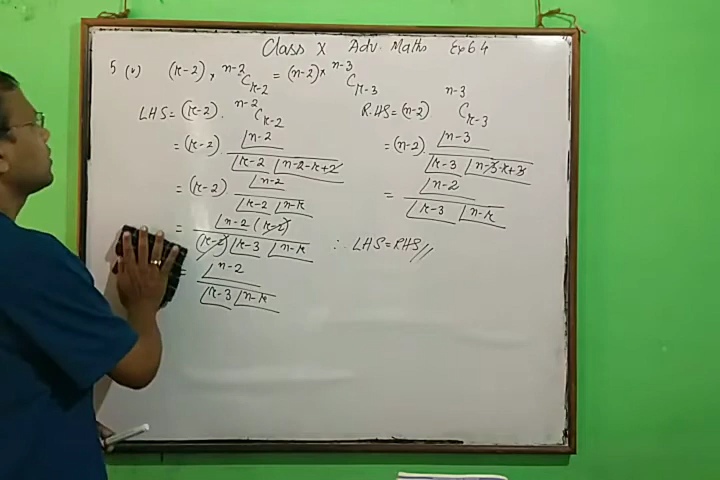 Class X Adv. Maths Ex 6.4
5 (v) (r-2) × ⁿ⁻²Cᵣ₋₂ = (n-2) × ⁿ⁻³Cᵣ₋₃
LHS = (r-2) . ⁿ⁻²Cᵣ₋₂
= (r-2) . ∠n-2 / ∠r-2 ∠n-2-r+2
= (r-2) . ∠n-2 / ∠r-2 ∠n-r
= ∠n-2 (r-2) / (r-2) ∠r-3 ∠n-r
= ∠n-2 / ∠r-3 ∠n-r
R.HS = (n-2) ⁿ⁻³Cᵣ₋₃
= (n-2) . ∠n-3 / ∠r-3 ∠n-3-r+3
= ∠n-2 / ∠r-3 ∠n-r
∴ LHS = RHS //